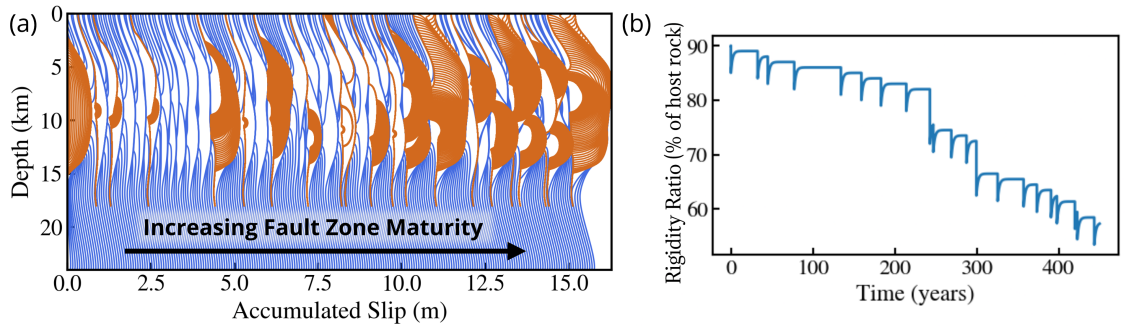 (a)
0
5
10
15
20
Depth (km)
Increasing Fault Zone Maturity
0.0 2.5 5.0 7.5 10.0 12.5 15.0
Accumulated Slip (m)
(b)
90
80
70
60
Rigidity Ratio (% of host rock)
0 100 200 300 400
Time (years)